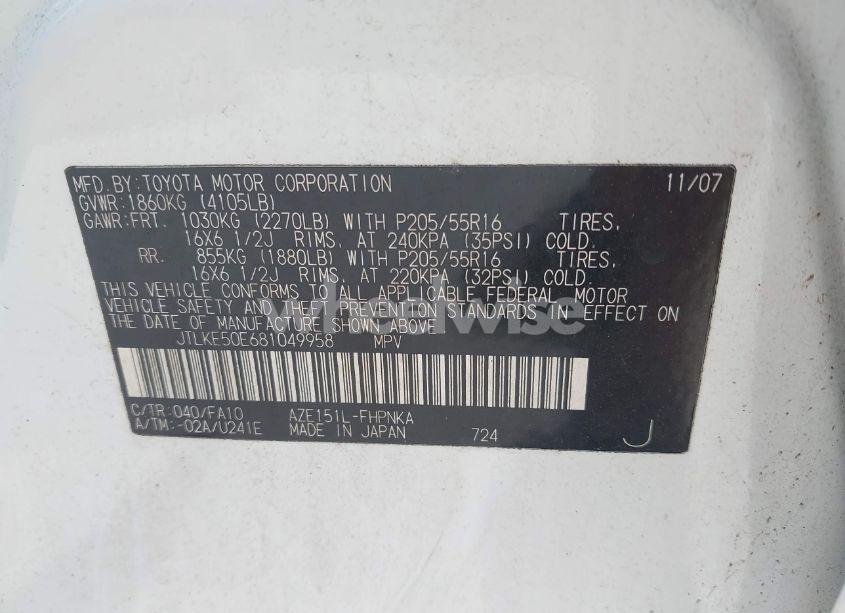 MFD. BY: TOYOTA MOTOR CORPORATION 11/07
GVWR: 1860KG (4105LB)
GAWR: FRT. 1030KG (2270LB) WITH P205/55R16 TIRES,
16X6 1/2J RIMS, AT 240KPA (35PSI) COLD.
RR. 855KG (1880LB) WITH P205/55R16 TIRES,
16X6 1/2J RIMS, AT 220KPA (32PSI) COLD.
THIS VEHICLE CONFORMS TO ALL APPLICABLE FEDERAL MOTOR
VEHICLE SAFETY AND THEFT PREVENTION STANDARDS IN EFFECT ON
THE DATE OF MANUFACTURE SHOWN ABOVE.
JTLKE50E681049958 MPV
C/TR: 040/FA10 AZE151L-FHPNKA
A/TM: -02A/U241E MADE IN JAPAN 724 J